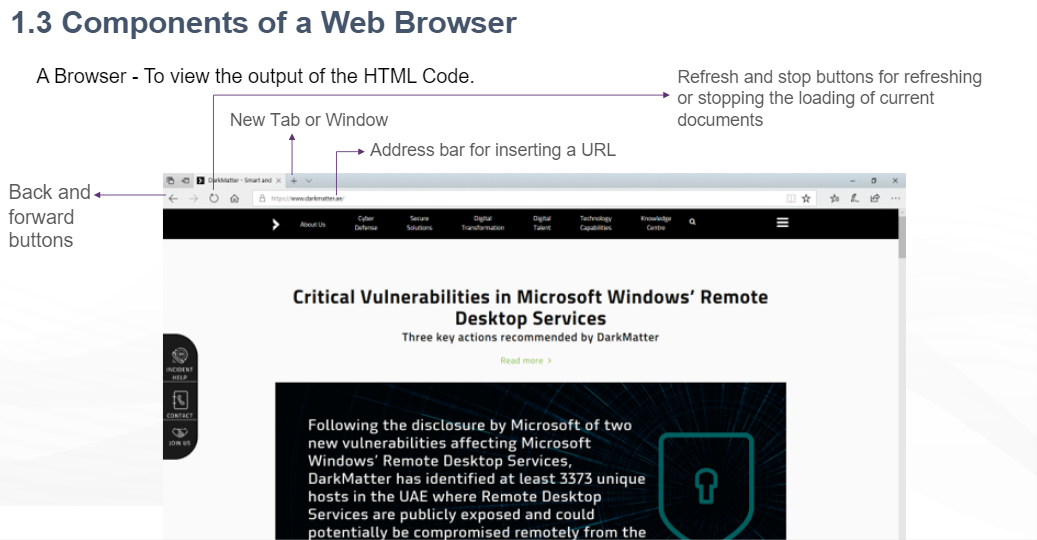 1.3 Components of a Web Browser
A Browser - To view the output of the HTML Code.
Refresh and stop buttons for refreshing
or stopping the loading of current
documents
New Tab or Window
Address bar for inserting a URL
Back and
forward
buttons
DarkMatter - Smart and
https://www.darkmatter.ae/
About Us
Cyber
Defense
Secure
Solutions
Digital
Transformation
Digital
Talent
Technology
Capabilities
Knowledge
Centre
Critical Vulnerabilities in Microsoft Windows’ Remote
Desktop Services
Three key actions recommended by DarkMatter
Read more >
INCIDENT
HELP
CONTACT
JOIN US
Following the disclosure by Microsoft of two
new vulnerabilities affecting Microsoft
Windows’ Remote Desktop Services,
DarkMatter has identified at least 3373 unique
hosts in the UAE where Remote Desktop
Services are publicly exposed and could
potentially be compromised remotely from the